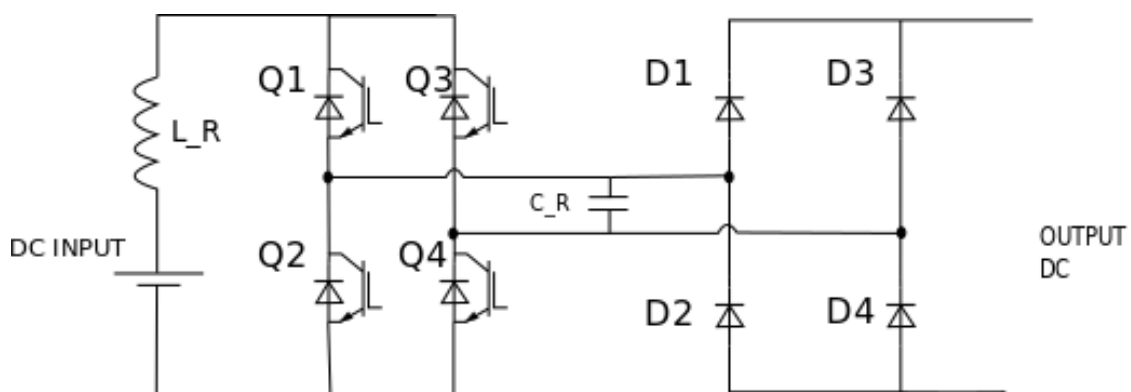 Q1
Q3
D1
D3
L_R
C_R
DC INPUT
Q2
Q4
OUTPUT
DC
D2
D4